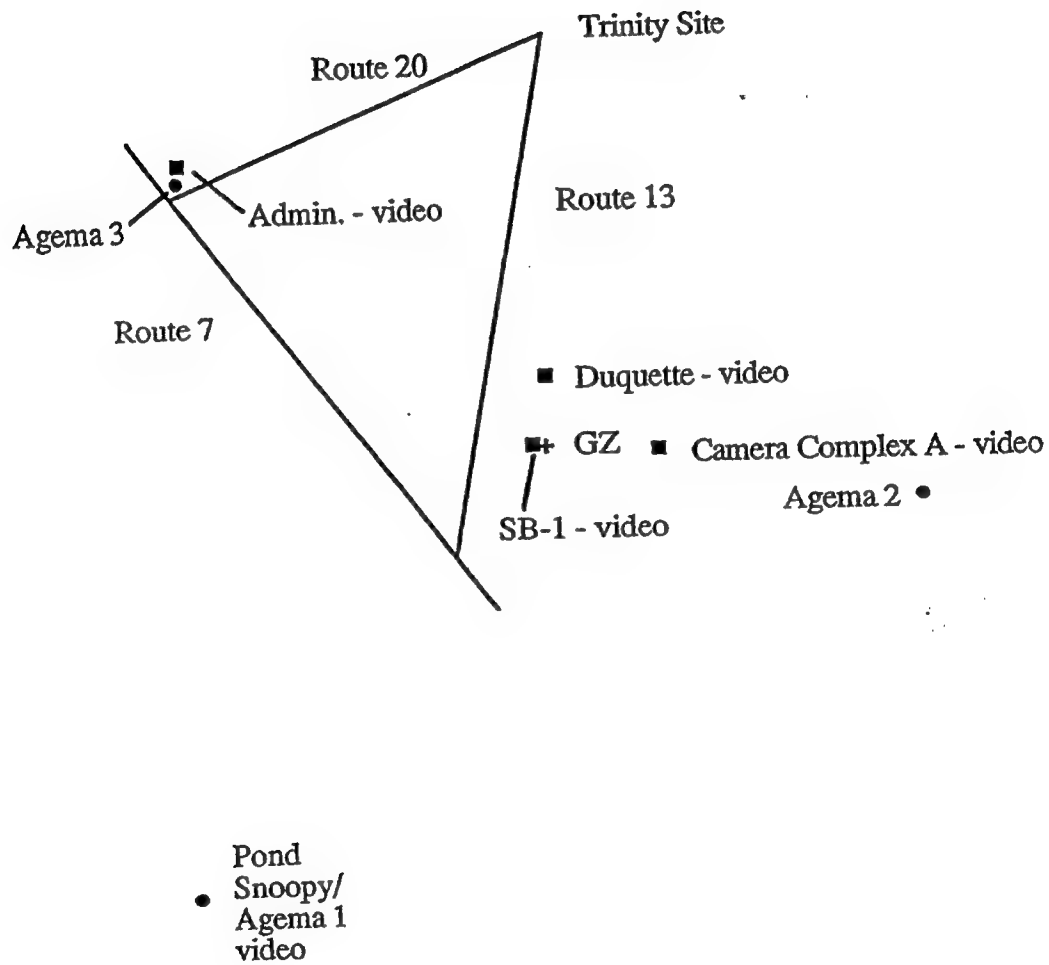 Trinity Site
Route 20
Route 13
Admin. - video
Agema 3
Route 7
Duquette - video
GZ
Camera Complex A - video
Agema 2
SB-1 - video
Pond
Snoopy/
Agema 1
video